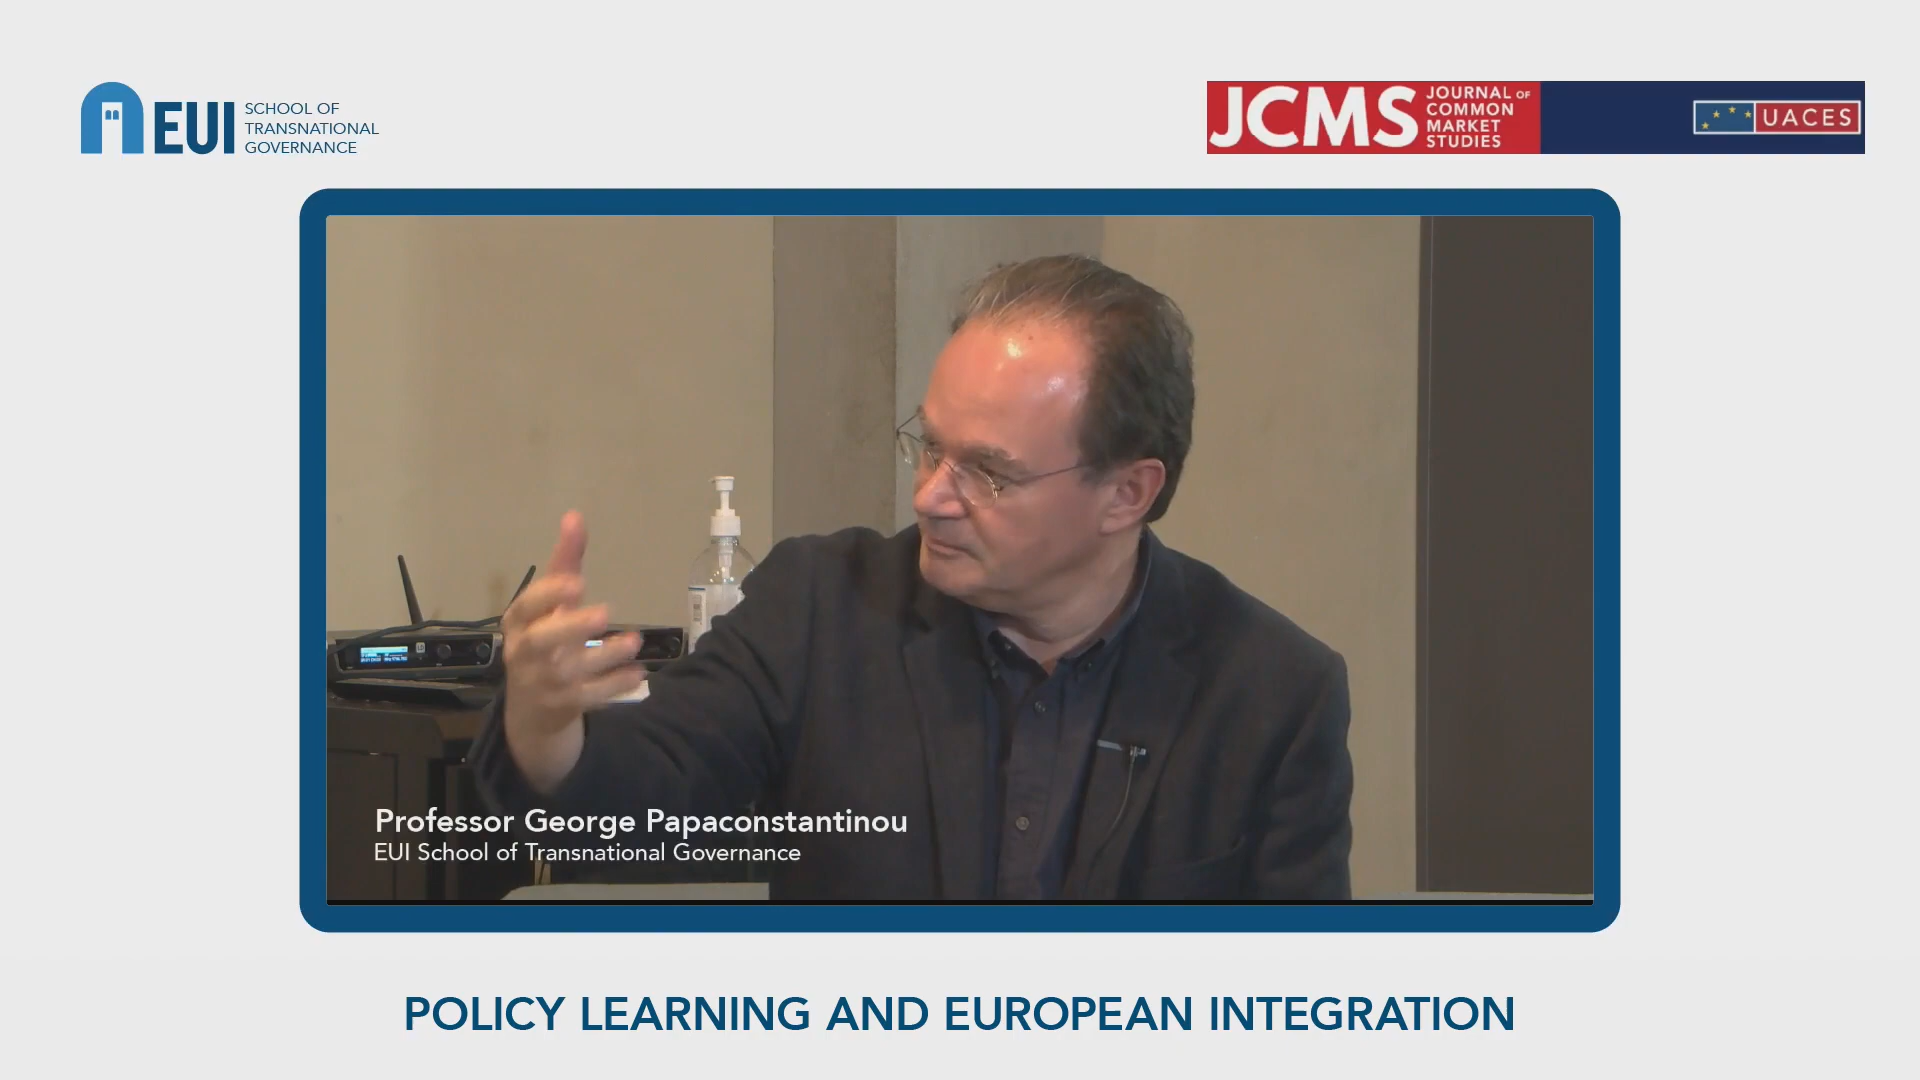 EUI
SCHOOL OF
TRANSNATIONAL
GOVERNANCE
JCMS
JOURNAL OF
COMMON
MARKET
STUDIES
UACES
Professor George Papaconstantinou
EUI School of Transnational Governance
POLICY LEARNING AND EUROPEAN INTEGRATION